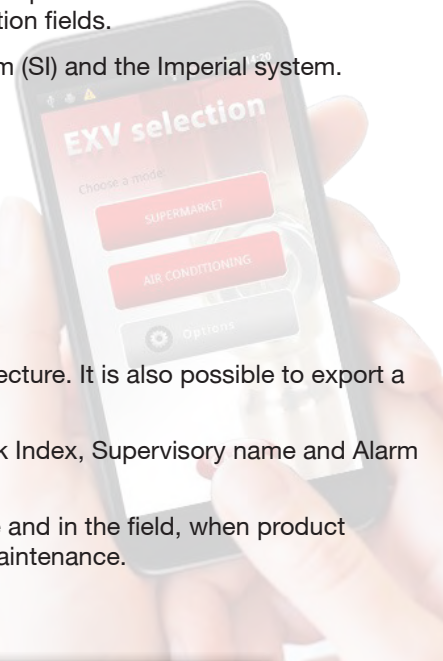 tion fields.
m (SI) and the Imperial system.
EXV selection
Choose a mode:
SUPERMARKET
AIR CONDITIONING
Options
ecture. It is also possible to export a
k Index, Supervisory name and Alarm
and in the field, when product
aintenance.